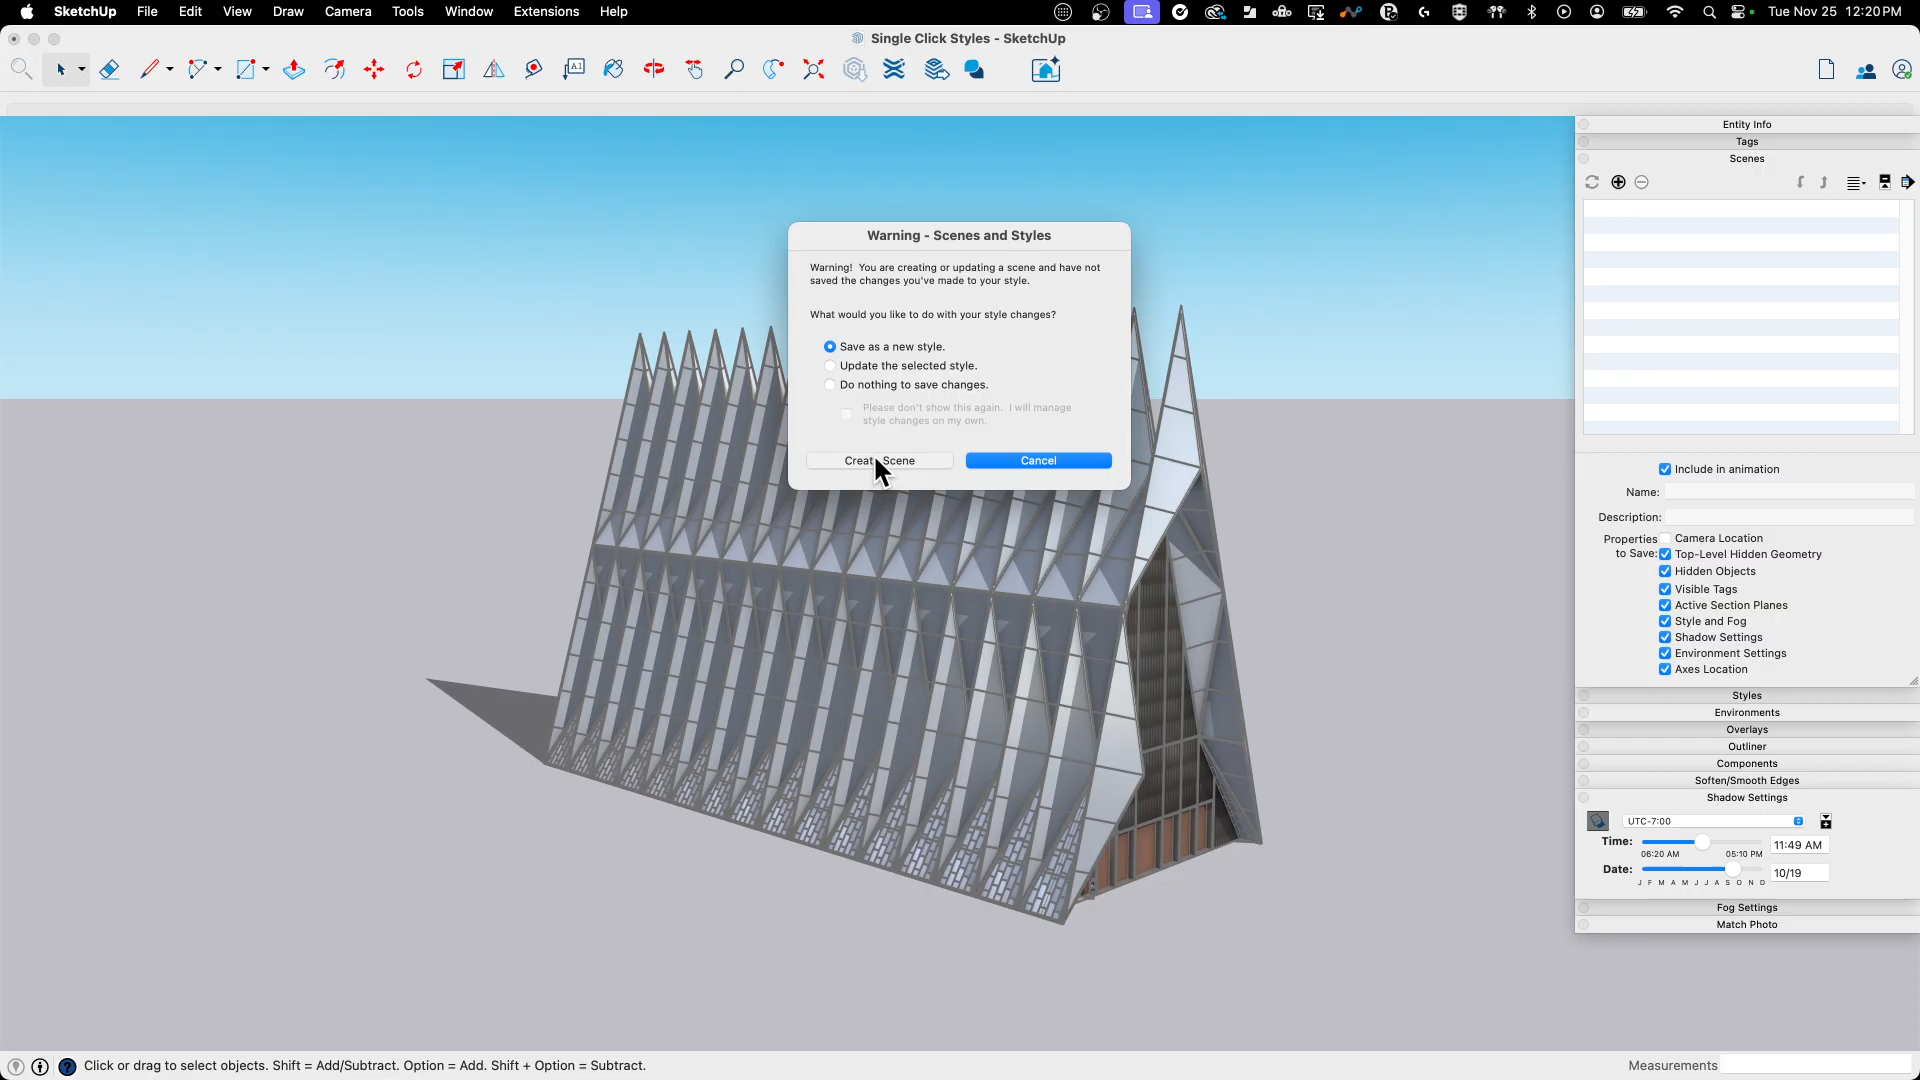 SketchUp File Edit View Draw Camera Tools Window Extensions Help Tue Nov 25 12:20 PM
Single Click Styles - SketchUp
A1
Entity Info
Tags
Scenes
Warning - Scenes and Styles
Warning! You are creating or updating a scene and have not
saved the changes you've made to your style.
What would you like to do with your style changes?
Save as a new style.
Update the selected style.
Do nothing to save changes.
Please don't show this again. I will manage
style changes on my own.
Create Scene Cancel
Include in animation
Name:
Description:
Properties Camera Location
to Save: Top-Level Hidden Geometry
Hidden Objects
Visible Tags
Active Section Planes
Style and Fog
Shadow Settings
Environment Settings
Axes Location
Styles
Environments
Overlays
Outliner
Components
Soften/Smooth Edges
Shadow Settings
UTC-7:00
Time: 11:49 AM
06:20 AM 05:10 PM
Date: 10/19
J F M A M J J A S O N D
Fog Settings
Match Photo
Click or drag to select objects. Shift = Add/Subtract. Option = Add. Shift + Option = Subtract. Measurements